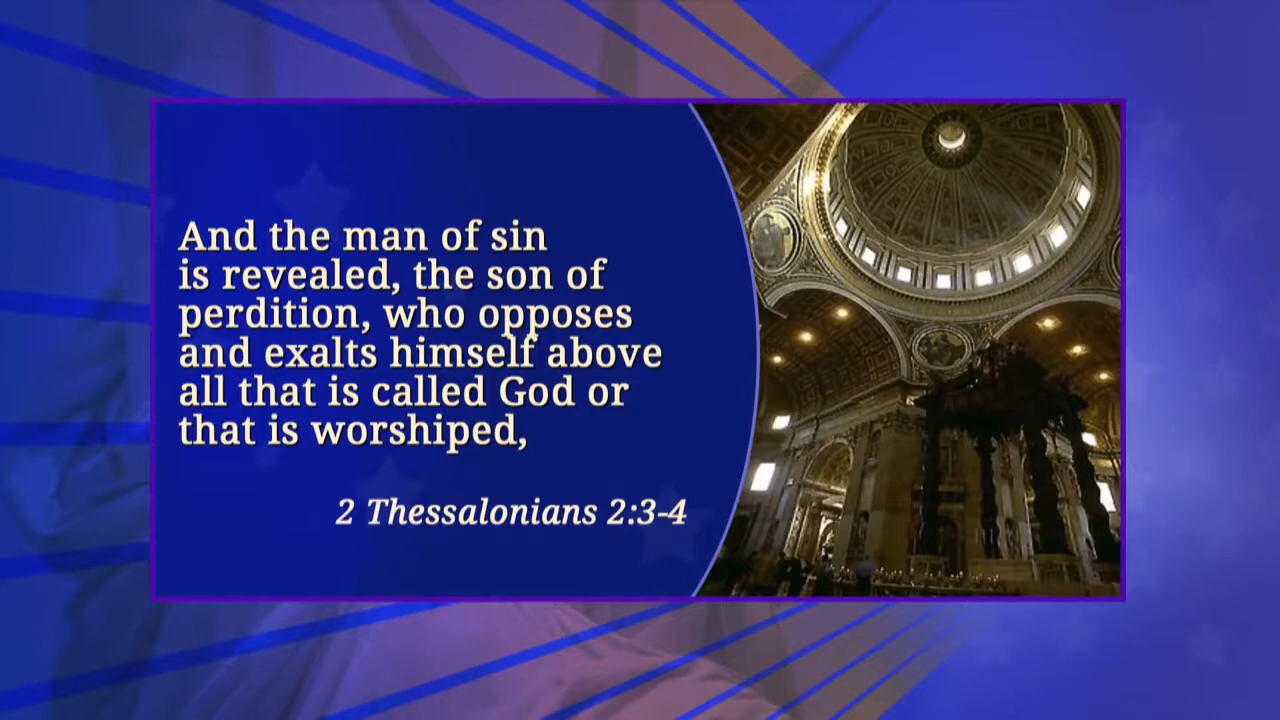 And the man of sin
is revealed, the son of
perdition, who opposes
and exalts himself above
all that is called God or
that is worshiped,
2 Thessalonians 2:3-4